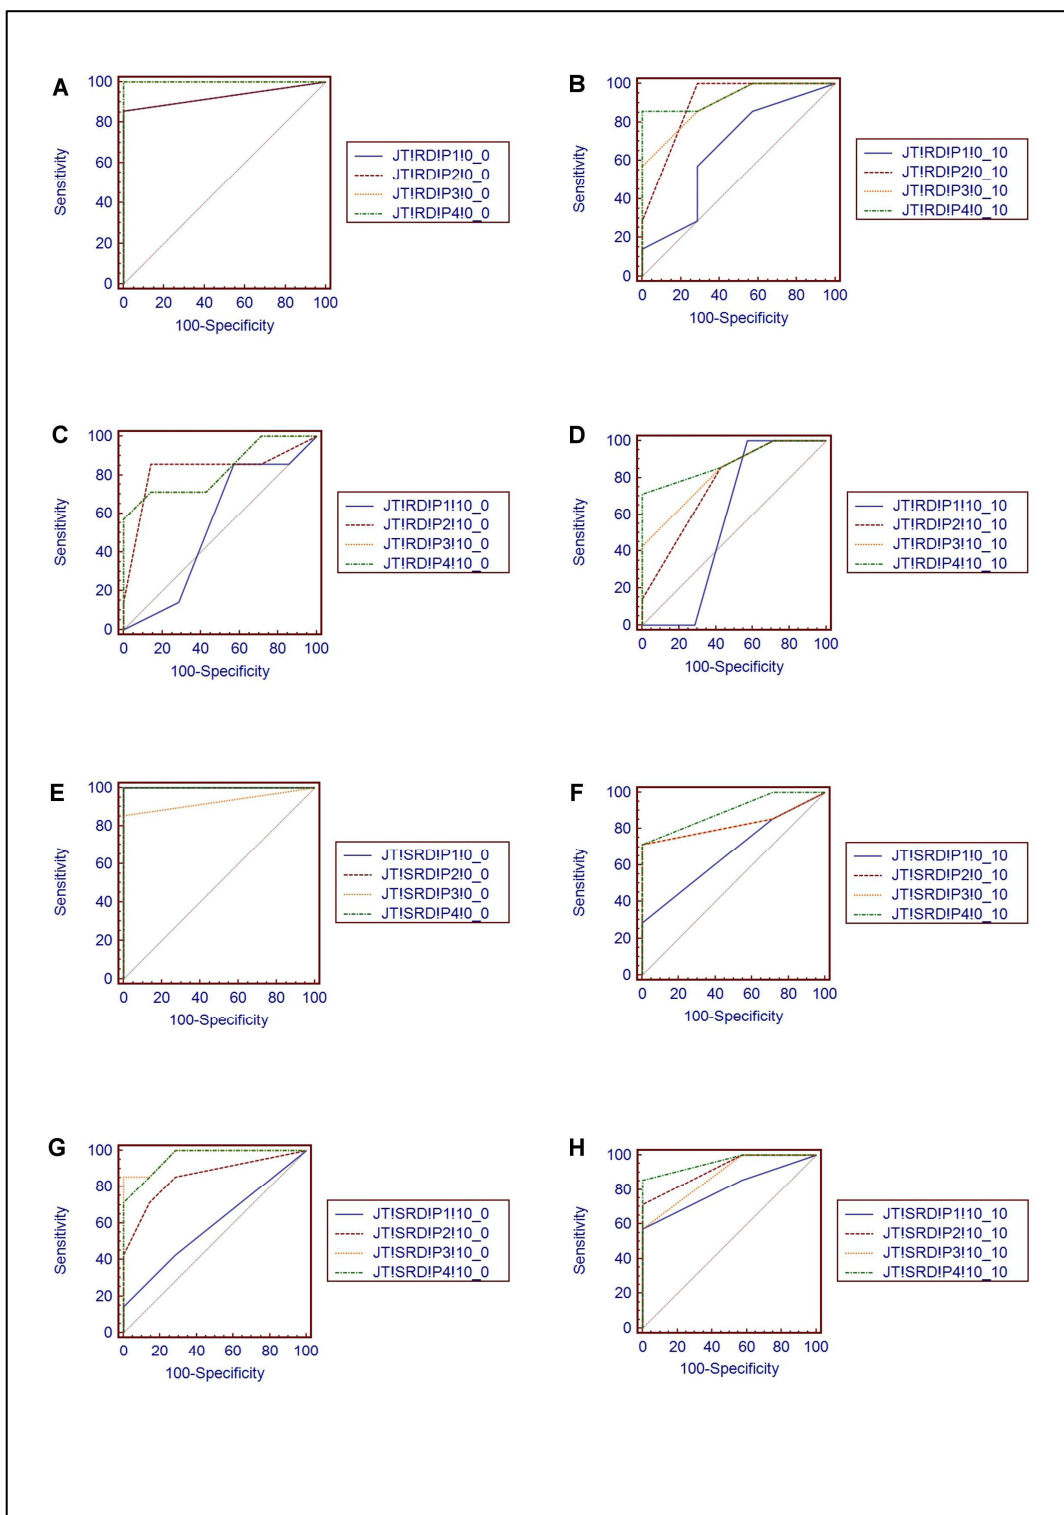 A
Sensitivity
100
80
60
40
20
0
0 20 40 60 80 100
100-Specificity
JT!RD!P1!0_0
JT!RD!P2!0_0
JT!RD!P3!0_0
JT!RD!P4!0_0
B
Sensitivity
100
80
60
40
20
0
0 20 40 60 80 100
100-Specificity
JT!RD!P1!0_10
JT!RD!P2!0_10
JT!RD!P3!0_10
JT!RD!P4!0_10
C
Sensitivity
100
80
60
40
20
0
0 20 40 60 80 100
100-Specificity
JT!RD!P1!10_0
JT!RD!P2!10_0
JT!RD!P3!10_0
JT!RD!P4!10_0
D
Sensitivity
100
80
60
40
20
0
0 20 40 60 80 100
100-Specificity
JT!RD!P1!10_10
JT!RD!P2!10_10
JT!RD!P3!10_10
JT!RD!P4!10_10
E
Sensitivity
100
80
60
40
20
0
0 20 40 60 80 100
100-Specificity
JT!SRD!P1!0_0
JT!SRD!P2!0_0
JT!SRD!P3!0_0
JT!SRD!P4!0_0
F
Sensitivity
100
80
60
40
20
0
0 20 40 60 80 100
100-Specificity
JT!SRD!P1!0_10
JT!SRD!P2!0_10
JT!SRD!P3!0_10
JT!SRD!P4!0_10
G
Sensitivity
100
80
60
40
20
0
0 20 40 60 80 100
100-Specificity
JT!SRD!P1!10_0
JT!SRD!P2!10_0
JT!SRD!P3!10_0
JT!SRD!P4!10_0
H
Sensitivity
100
80
60
40
20
0
0 20 40 60 80 100
100-Specificity
JT!SRD!P1!10_10
JT!SRD!P2!10_10
JT!SRD!P3!10_10
JT!SRD!P4!10_10